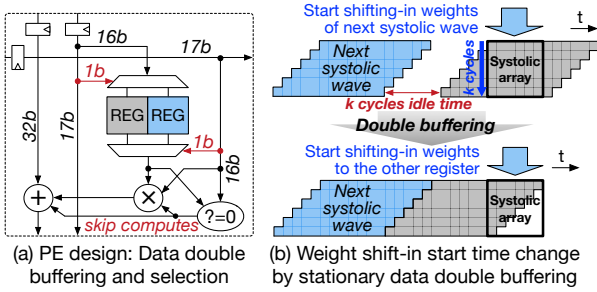 16b
17b
1b
REG REG
1b
32b
17b
16b
+
×
?=0
skip computes
(a) PE design: Data double
buffering and selection
Start shifting-in weights
of next systolic wave
t
Next
systolic
wave
k cycles
Systolic
array
k cycles idle time
Double buffering
Start shifting-in weights
to the other register
t
Next
systolic
wave
Systolic
array
(b) Weight shift-in start time change
by stationary data double buffering